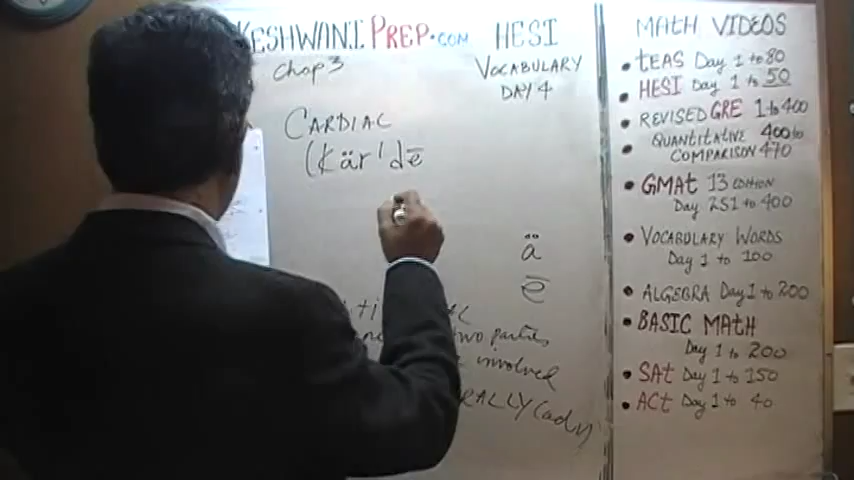 KESHWANIPREP.COM HESI
Chap 3
VOCABULARY
DAY 4
CARDIAC
(Kär'dē
ä
ē
two parties
involved
RALLY (adv)
MATH VIDEOS
• TEAS Day 1 to 80
• HESI Day 1 to 50
• REVISED GRE 1 to 400
• QUANTITATIVE 400 to
COMPARISON 470
• GMAT 13 EDITION
Day 251 to 400
• VOCABULARY WORDS
Day 1 to 100
• ALGEBRA Day 1 to 200
• BASIC MATH
Day 1 to 200
• SAT Day 1 to 150
• ACT Day 1 to 40